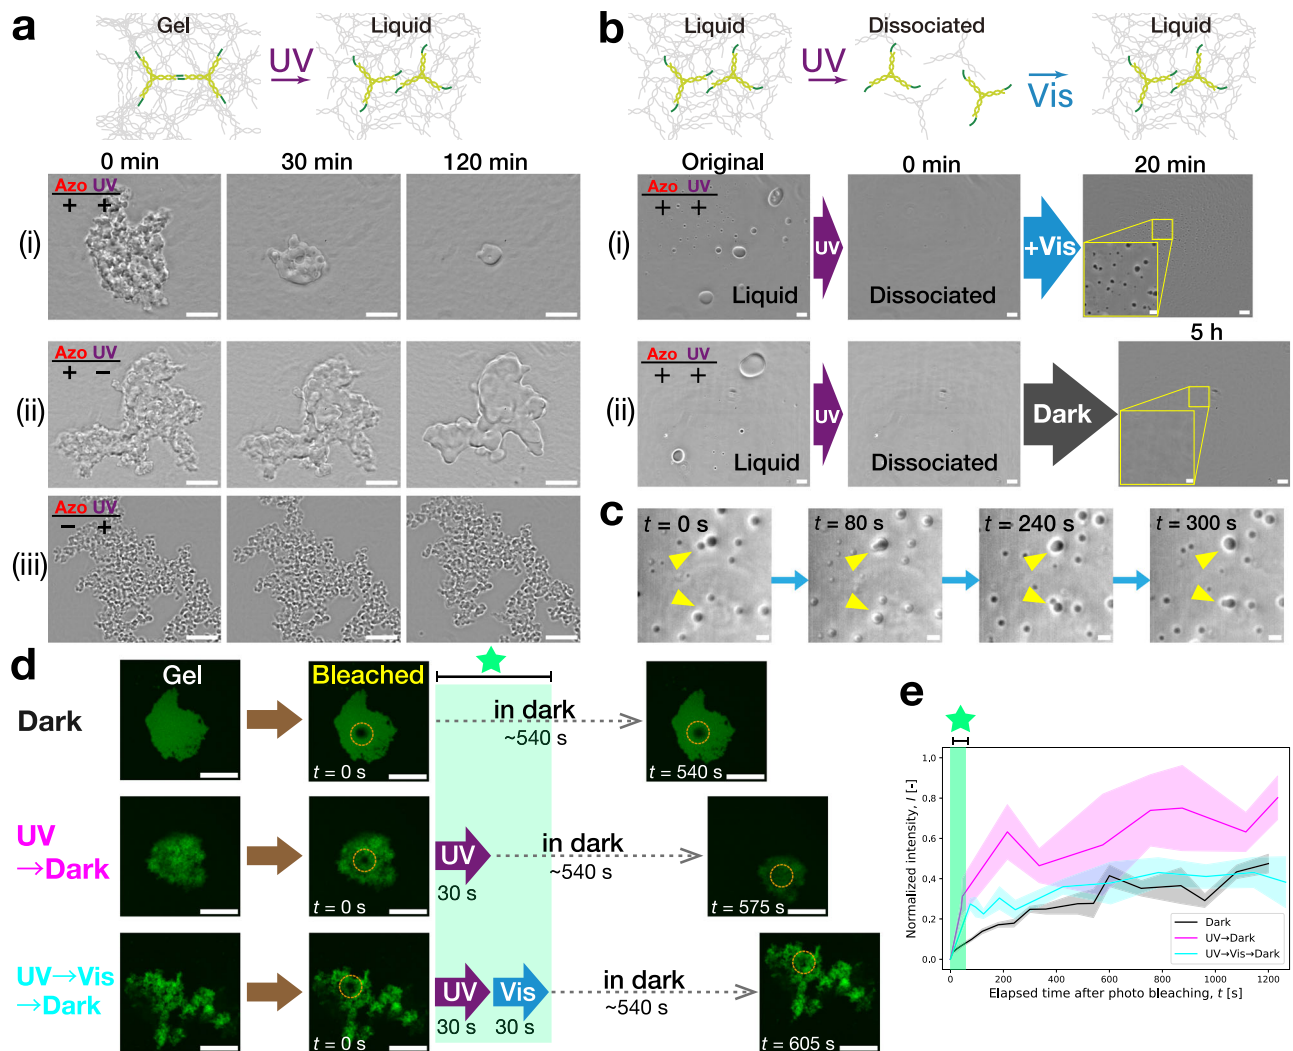 a
Gel
UV
Liquid
0 min
30 min
120 min
(i)
Azo UV
+ +
(ii)
Azo UV
+ −
(iii)
Azo UV
− +
b
Liquid
UV
Dissociated
Vis
Liquid
Original
0 min
20 min
(i)
Azo UV
+ +
Liquid
UV
Dissociated
+Vis
5 h
(ii)
Azo UV
+ +
Liquid
UV
Dissociated
Dark
c
t = 0 s
t = 80 s
t = 240 s
t = 300 s
d
Gel
Bleached
Dark
t = 0 s
in dark
~540 s
t = 540 s
UV
→Dark
t = 0 s
UV
30 s
in dark
~540 s
t = 575 s
UV→Vis
→Dark
t = 0 s
UV
30 s
Vis
30 s
in dark
~540 s
t = 605 s
e
Normalized intensity, I [-]
1.0
0.8
0.6
0.4
0.2
0.0
0 200 400 600 800 1000 1200
Elapsed time after photo bleaching, t [s]
Dark
UV→Dark
UV→Vis→Dark